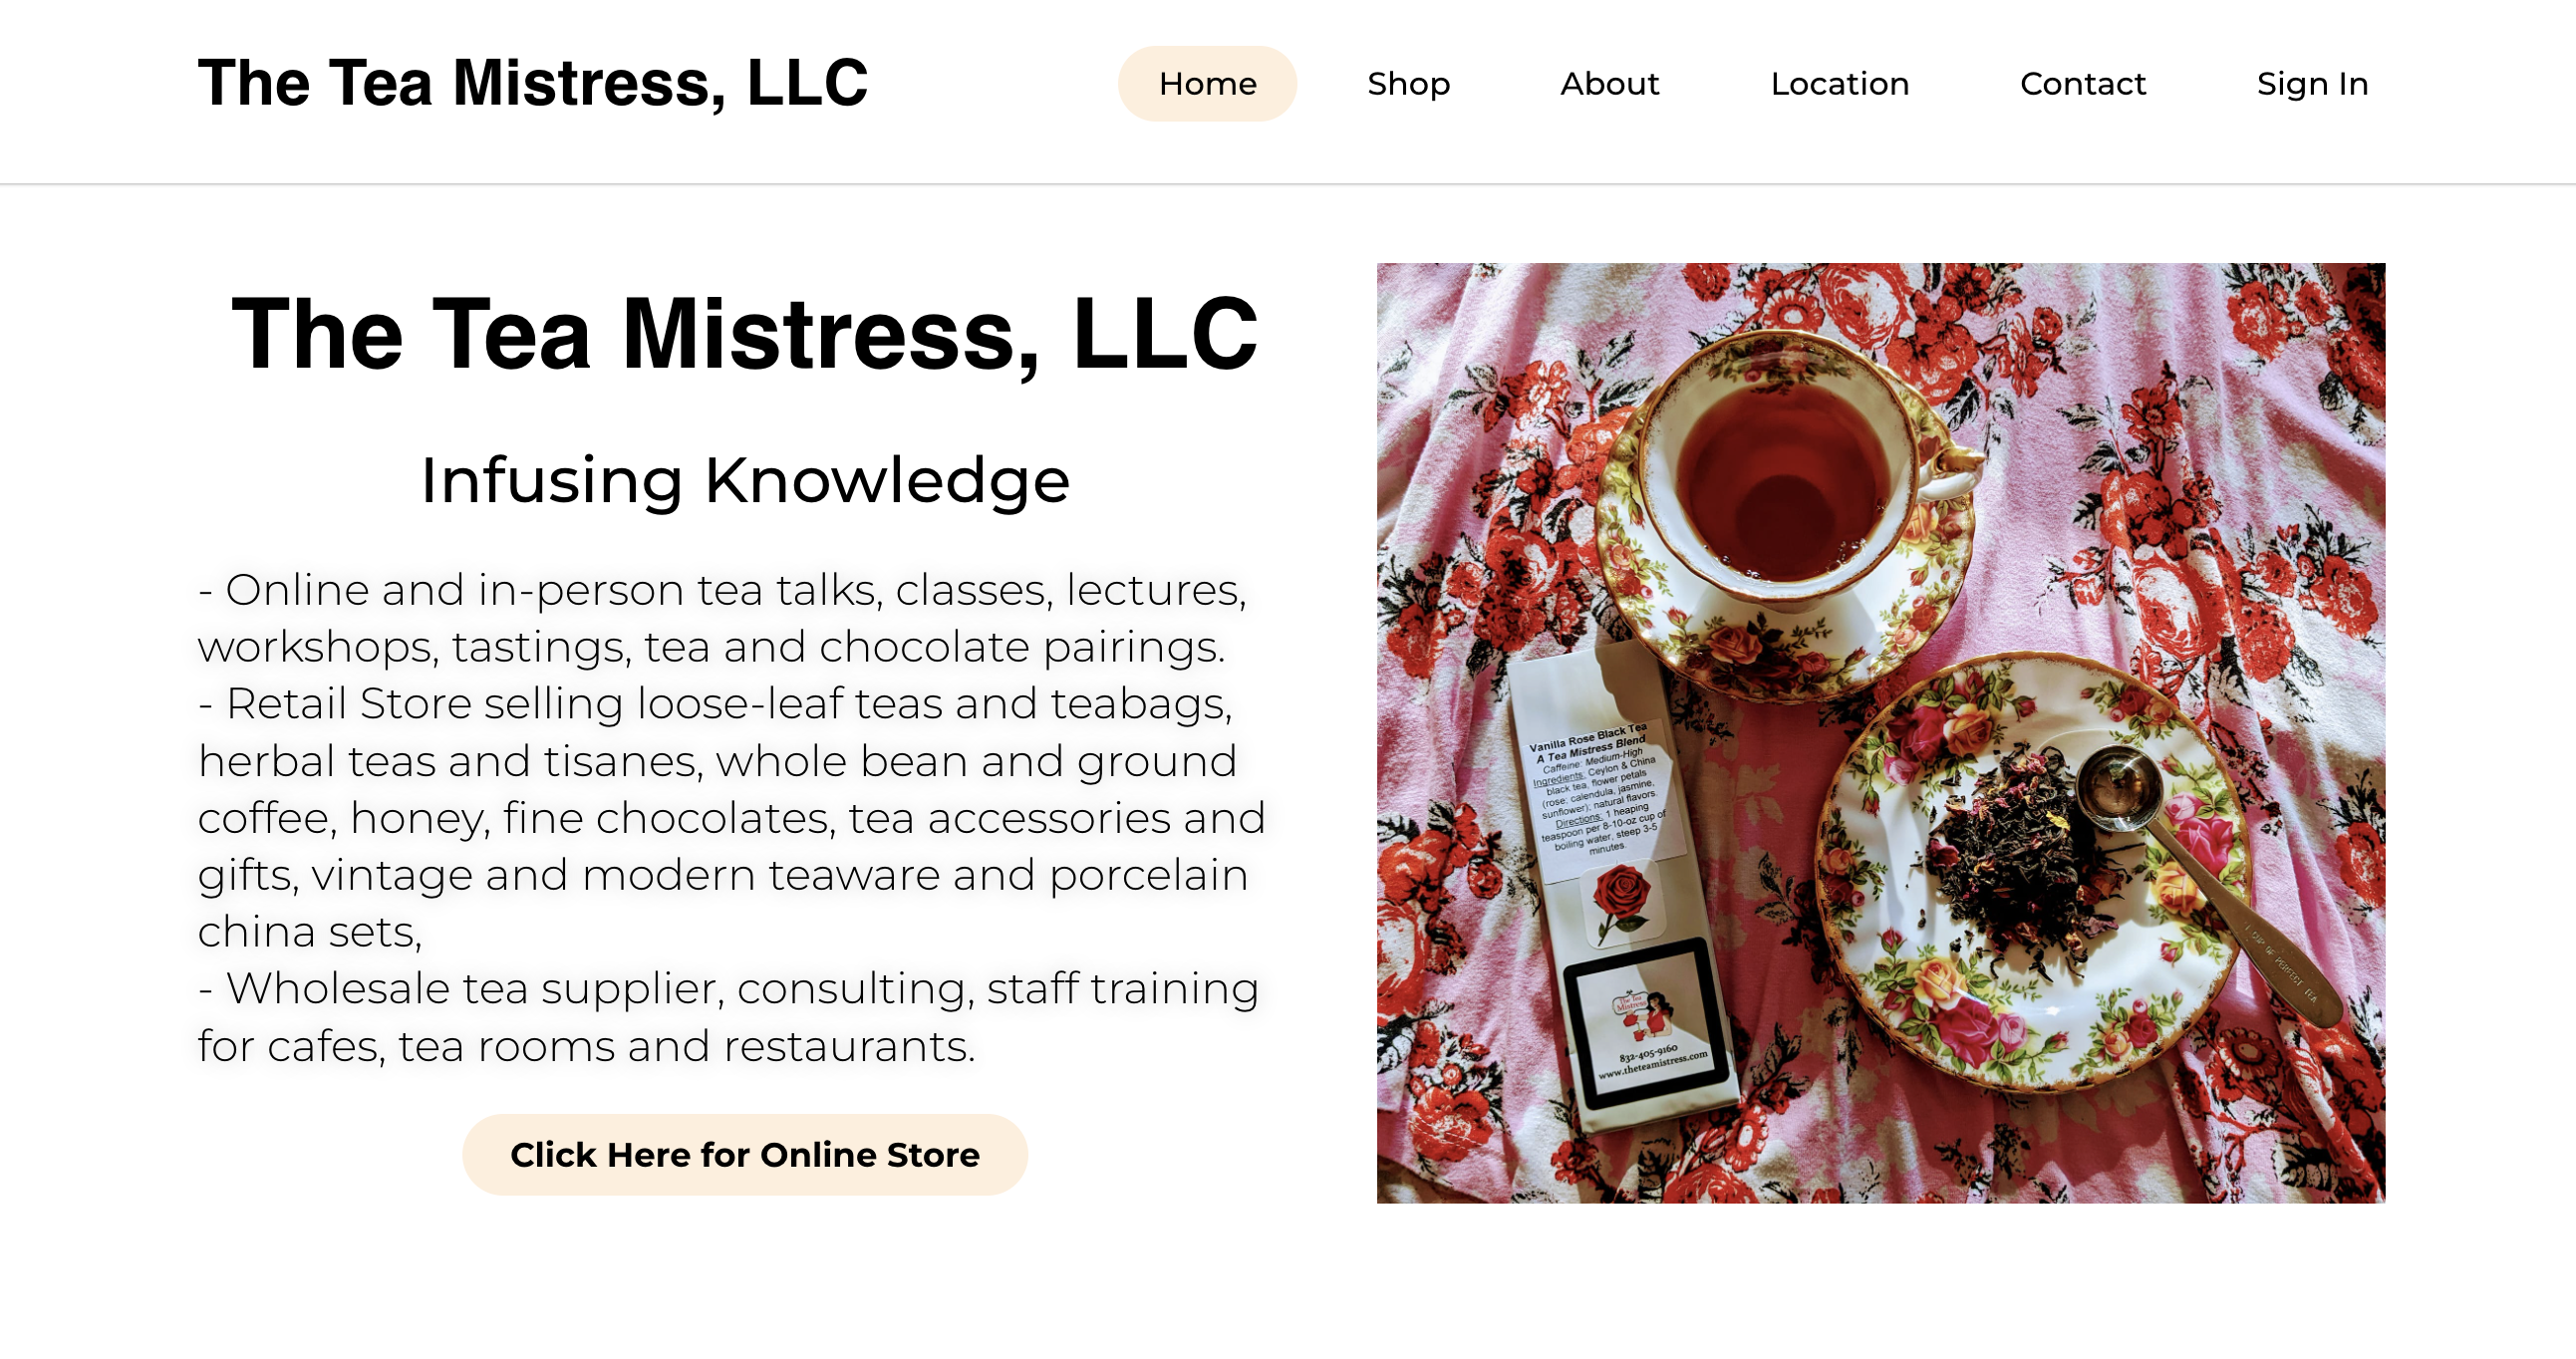 The Tea Mistress, LLC
Home Shop About Location Contact Sign In
The Tea Mistress, LLC
Infusing Knowledge
- Online and in-person tea talks, classes, lectures,
workshops, tastings, tea and chocolate pairings.
- Retail Store selling loose-leaf teas and teabags,
herbal teas and tisanes, whole bean and ground
coffee, honey, fine chocolates, tea accessories and
gifts, vintage and modern teaware and porcelain
china sets,
- Wholesale tea supplier, consulting, staff training
for cafes, tea rooms and restaurants.
Click Here for Online Store
Vanilla Rose Black Tea
A Tea Mistress Blend
Caffeine: Medium-High
Ingredients: Ceylon & China
black tea, flower petals
(rose, calendula, jasmine,
sunflower); natural flavors.
Directions: 1 heaping
teaspoon per 8-10-oz cup of
boiling water, steep 3-5
minutes.
The Tea
Mistress
832-405-9160
www.theteamistress.com
1 CUP OF PERFECT TEA